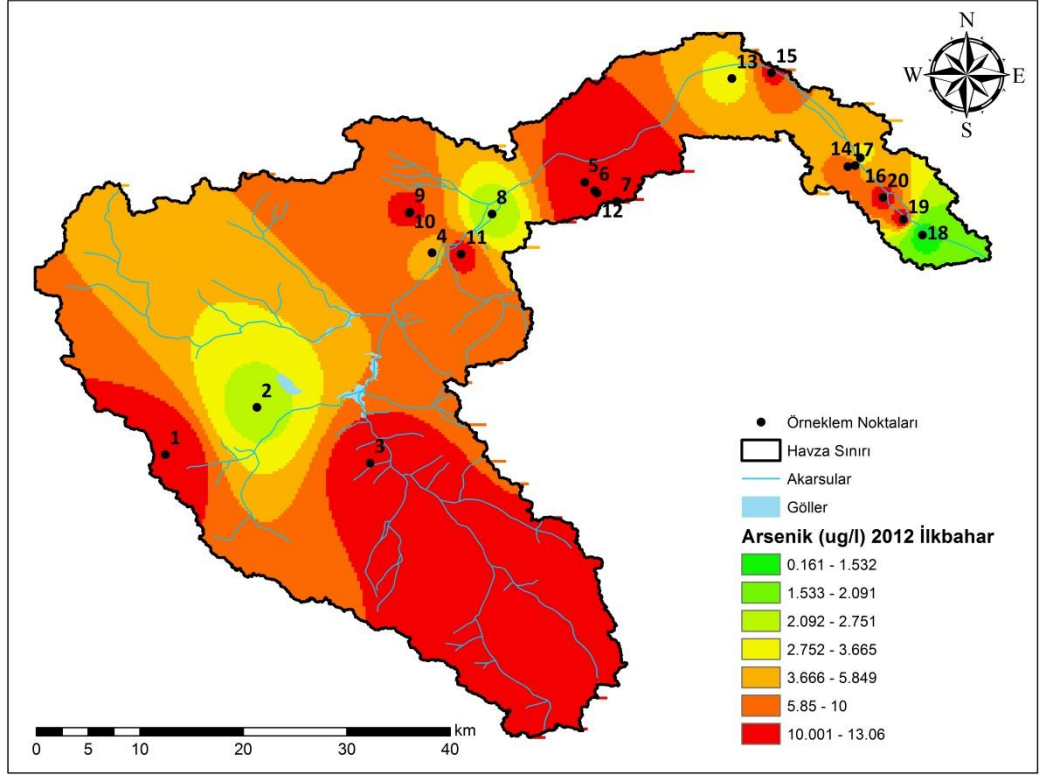 N
W E
S
13
15
14 17
16 20
19
18
5 6 7
12
8
9
10
4 11
2
1
3
Örneklem Noktaları
Havza Sınırı
Akarsular
Göller
Arsenik (ug/l) 2012 İlkbahar
0.161 - 1.532
1.533 - 2.091
2.092 - 2.751
2.752 - 3.665
3.666 - 5.849
5.85 - 10
10.001 - 13.06
km
0 5 10 20 30 40